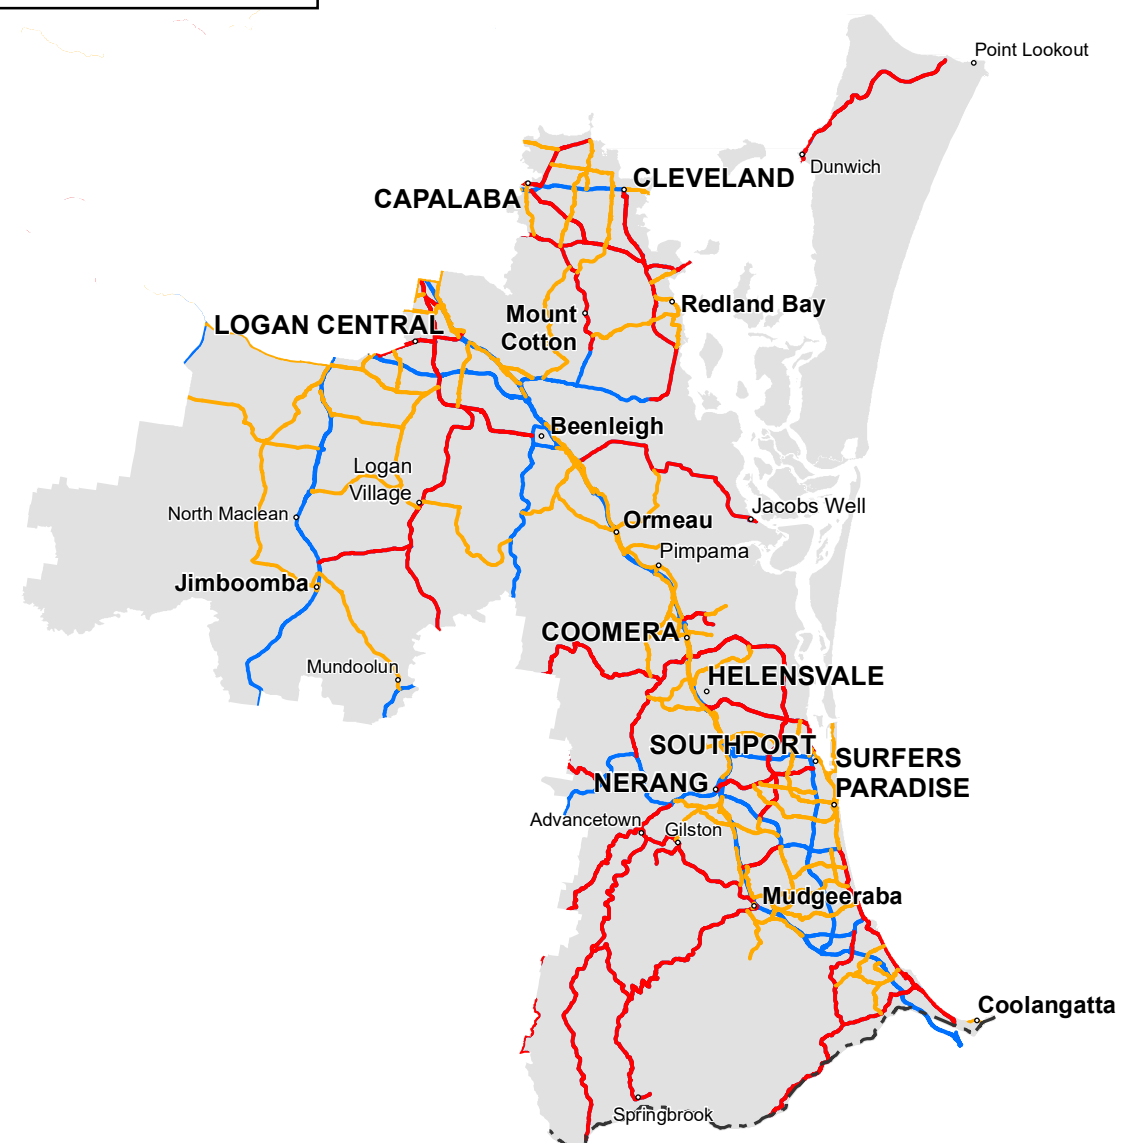 Point Lookout
Dunwich
CLEVELAND
CAPALABA
Redland Bay
Mount
Cotton
LOGAN CENTRAL
Beenleigh
Logan
Village
Jacobs Well
North Maclean
Ormeau
Pimpama
Jimboomba
COOMERA
Mundoolun
HELENSVALE
SOUTHPORT
SURFERS
PARADISE
NERANG
Advancetown
Gilston
Mudgeeraba
Coolangatta
Springbrook